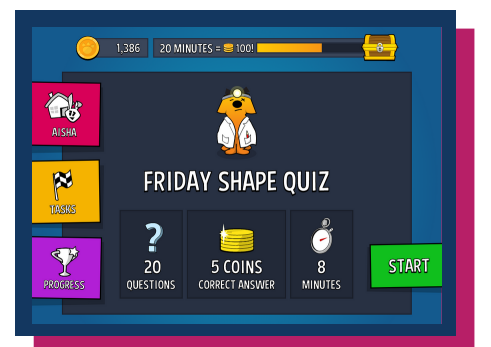 1,386
20 MINUTES = 100!
AISHA
TASKS
PROGRESS
FRIDAY SHAPE QUIZ
?
20
QUESTIONS
5 COINS
CORRECT ANSWER
8
MINUTES
START